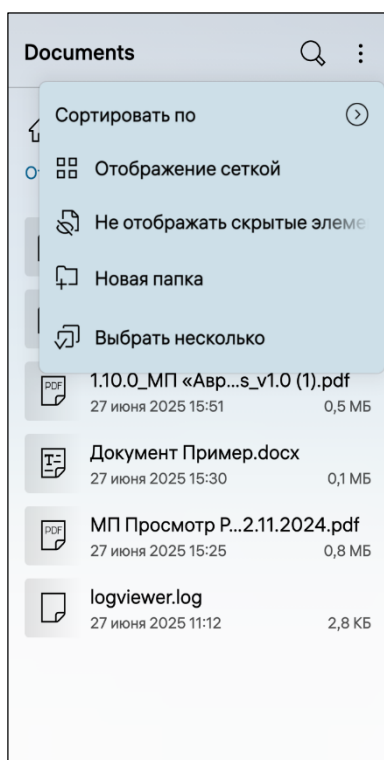 Documents
Сортировать по
Отображение сеткой
Не отображать скрытые элеме
Новая папка
Выбрать несколько
PDF
1.10.0_МП «Авр...s_v1.0 (1).pdf
27 июня 2025 15:51 0,5 МБ
Документ Пример.docx
27 июня 2025 15:30 0,1 МБ
PDF
МП Просмотр P...2.11.2024.pdf
27 июня 2025 15:25 0,8 МБ
logviewer.log
27 июня 2025 11:12 2,8 КБ